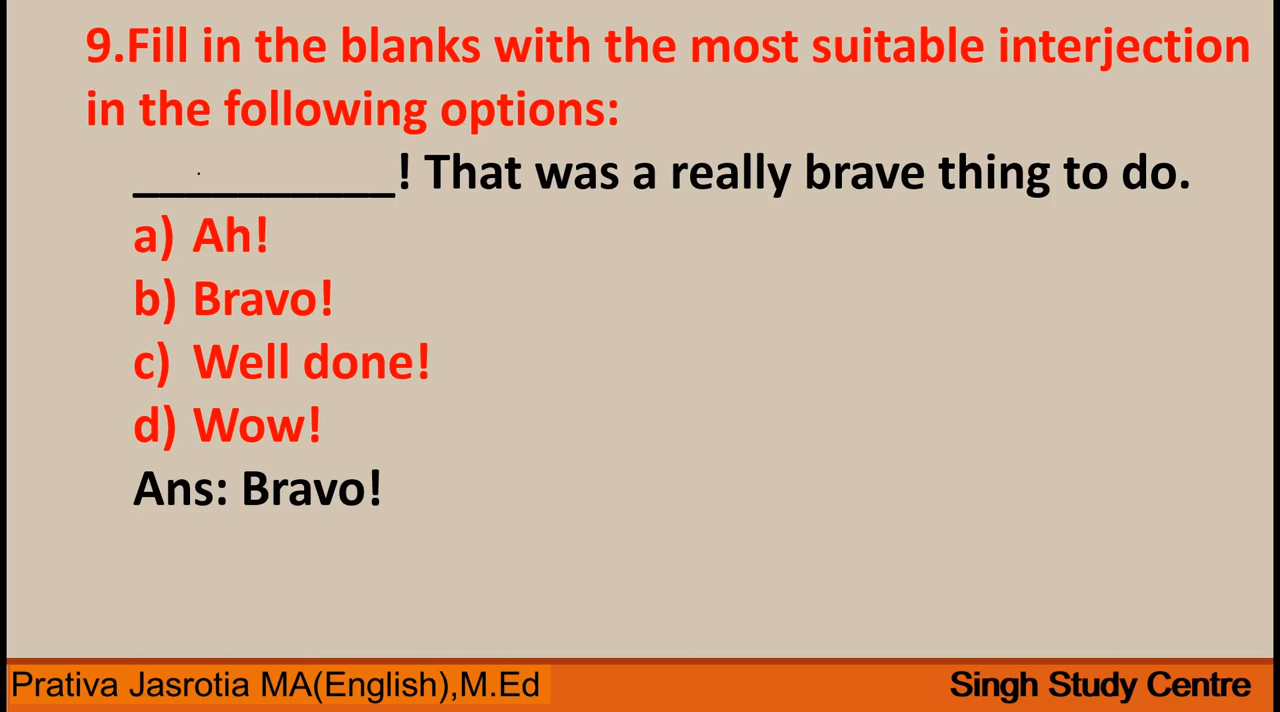 9.Fill in the blanks with the most suitable interjection
in the following options:
__________! That was a really brave thing to do.
a) Ah!
b) Bravo!
c) Well done!
d) Wow!
Ans: Bravo!
Prativa Jasrotia MA(English),M.Ed
Singh Study Centre